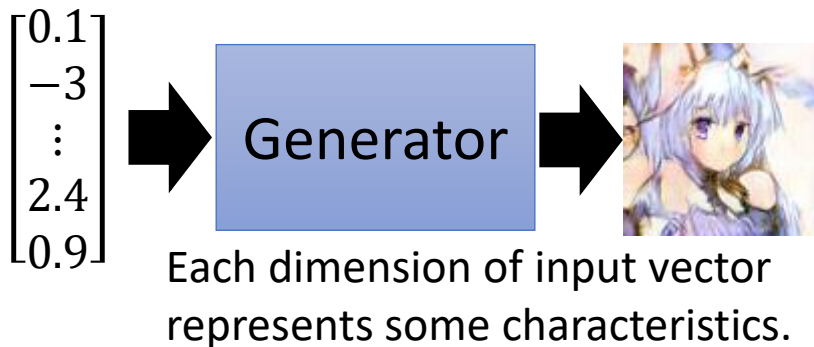 0.1
−3
⋮
2.4
0.9
Generator
Each dimension of input vector
represents some characteristics.